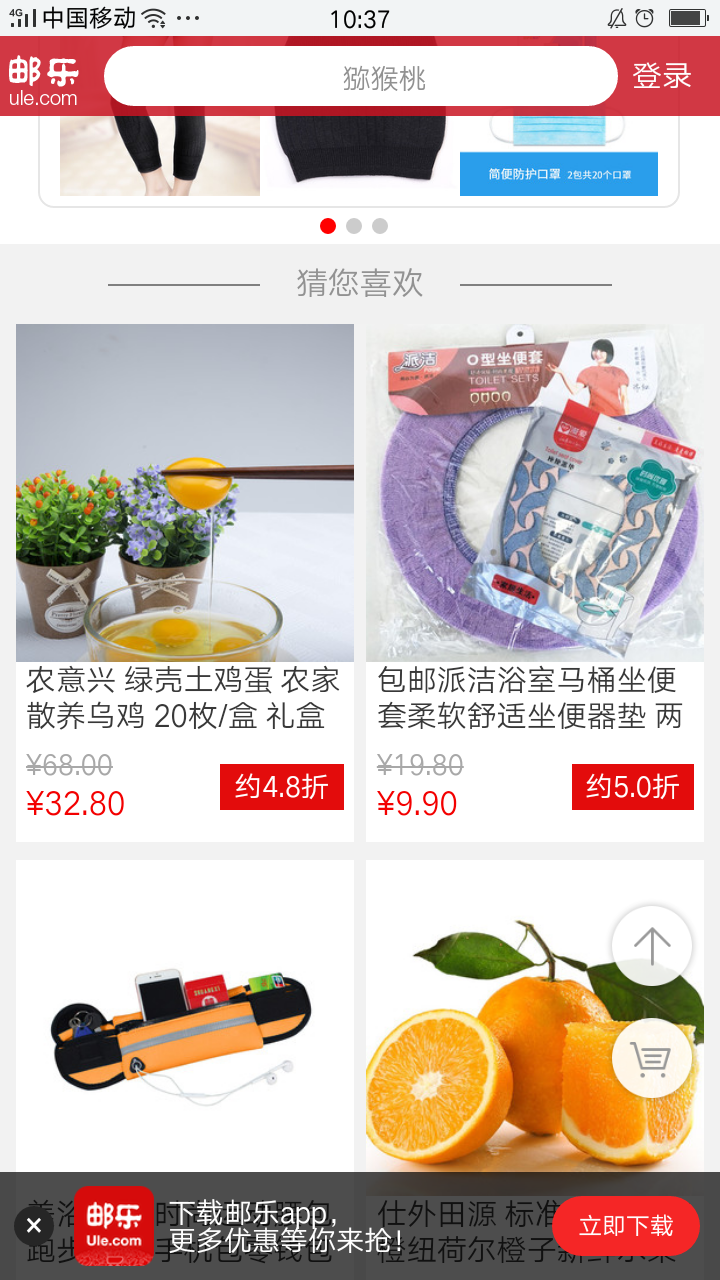 4G 中国移动 10:37
邮乐
ule.com
猕猴桃
登录
简便防护口罩 2包共20个口罩
猜您喜欢
派洁
O型坐便套
TOILET SETS
农意兴 绿壳土鸡蛋 农家
散养乌鸡 20枚/盒 礼盒
¥68.00
¥32.80
约4.8折
包邮派洁浴室马桶坐便
套柔软舒适坐便器垫 两
¥19.80
¥9.90
约5.0折
邮乐
Ule.com
下载邮乐app,
更多优惠等你来抢!
立即下载
仕外田源 标准
橙纽荷尔橙子新鲜水果